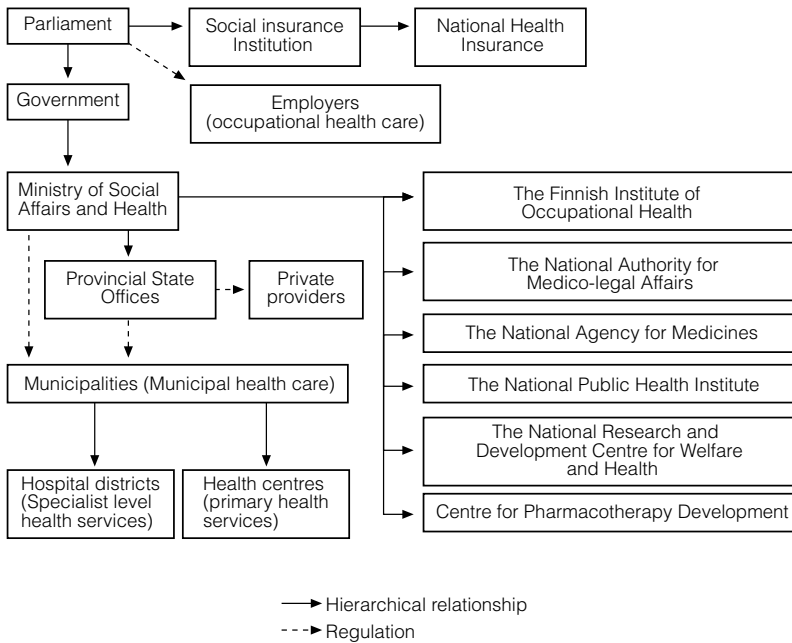 Parliament
Social insurance
Institution
National Health
Insurance
Government
Employers
(occupational health care)
Ministry of Social
Affairs and Health
The Finnish Institute of
Occupational Health
Provincial State
Offices
Private
providers
The National Authority for
Medico-legal Affairs
The National Agency for Medicines
Municipalities (Municipal health care)
The National Public Health Institute
The National Research and
Development Centre for Welfare
and Health
Hospital districts
(Specialist level
health services)
Health centres
(primary health
services)
Centre for Pharmacotherapy Development
Hierarchical relationship
Regulation